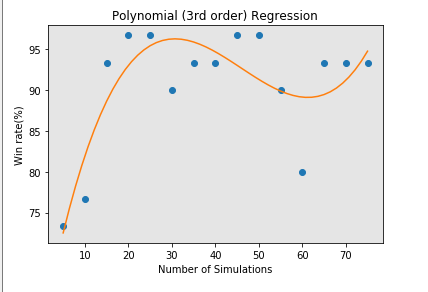 Polynomial (3rd order) Regression
95
90
85
80
75
Win rate(%)
10 20 30 40 50 60 70
Number of Simulations